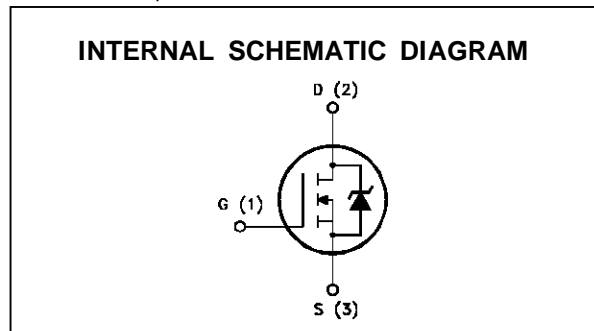 INTERNAL SCHEMATIC DIAGRAM
D (2)
G (1)
S (3)